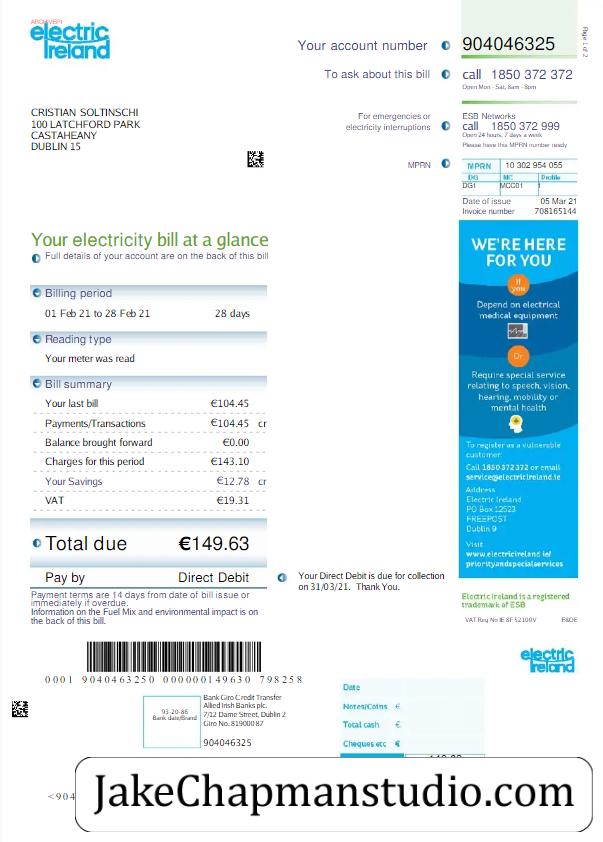 ARCHIVEP1
electric
Ireland
Page 1 of 2
Your account number 904046325
To ask about this bill call 1850 372 372
Open Mon - Sat, 8am - 8pm
CRISTIAN SOLTINSCHI
100 LATCHFORD PARK
CASTAHEANY
DUBLIN 15
For emergencies or
electricity interruptions
ESB Networks
call 1850 372 999
Open 24 hours, 7 days a week
Please have this MPRN number ready
MPRN
MPRN 10 302 954 055
DG MC Profile
DG1 MCC01 1
Date of issue 05 Mar 21
Invoice number 708165144
Your electricity bill at a glance
Full details of your account are on the back of this bill
Billing period
01 Feb 21 to 28 Feb 21 28 days
Reading type
Your meter was read
Bill summary
Your last bill €104.45
Payments/Transactions €104.45 cr
Balance brought forward €0.00
Charges for this period €143.10
Your Savings €12.78 cr
VAT €19.31
Total due €149.63
Pay by Direct Debit
Your Direct Debit is due for collection
on 31/03/21. Thank You.
Payment terms are 14 days from date of bill issue or
immediately if overdue.
Information on the Fuel Mix and environmental impact is on
the back of this bill.
WE'RE HERE
FOR YOU
If
you
Depend on electrical
medical equipment
Or
Require special service
relating to speech, vision,
hearing, mobility or
mental health
To register as a vulnerable
customer:
Call 1850 372 372 or email
service@electricireland.ie
Address
Electric Ireland
PO Box 12523
FREEPOST
Dublin 9
Visit
www.electricireland.ie/
priorityandspecialservices
Electric Ireland is a registered
trademark of ESB
VAT Reg No IE 8F 52100V E&OE
electric
Ireland
0001 9040463250 000000149630 798258
93-20-86
Bank date/Brand
Bank Giro Credit Transfer
Allied Irish Banks plc.
7/12 Dame Street, Dublin 2
Giro No. 81900087
904046325
Date
Notes/Coins €
Total cash €
Cheques etc €
<904
JakeChapmanstudio.com